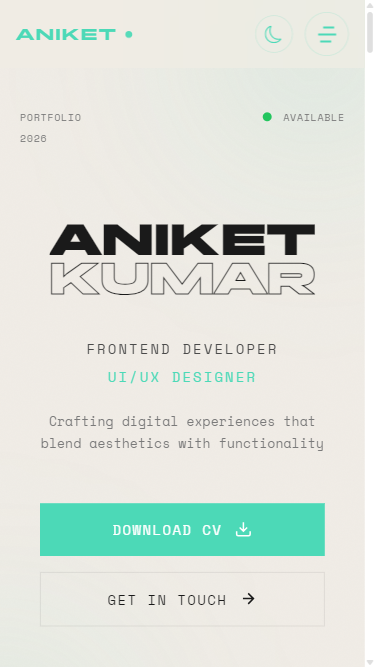 ANIKET
PORTFOLIO
2026
AVAILABLE
ANIKET
KUMAR
FRONTEND DEVELOPER
UI/UX DESIGNER
Crafting digital experiences that
blend aesthetics with functionality
DOWNLOAD CV
GET IN TOUCH